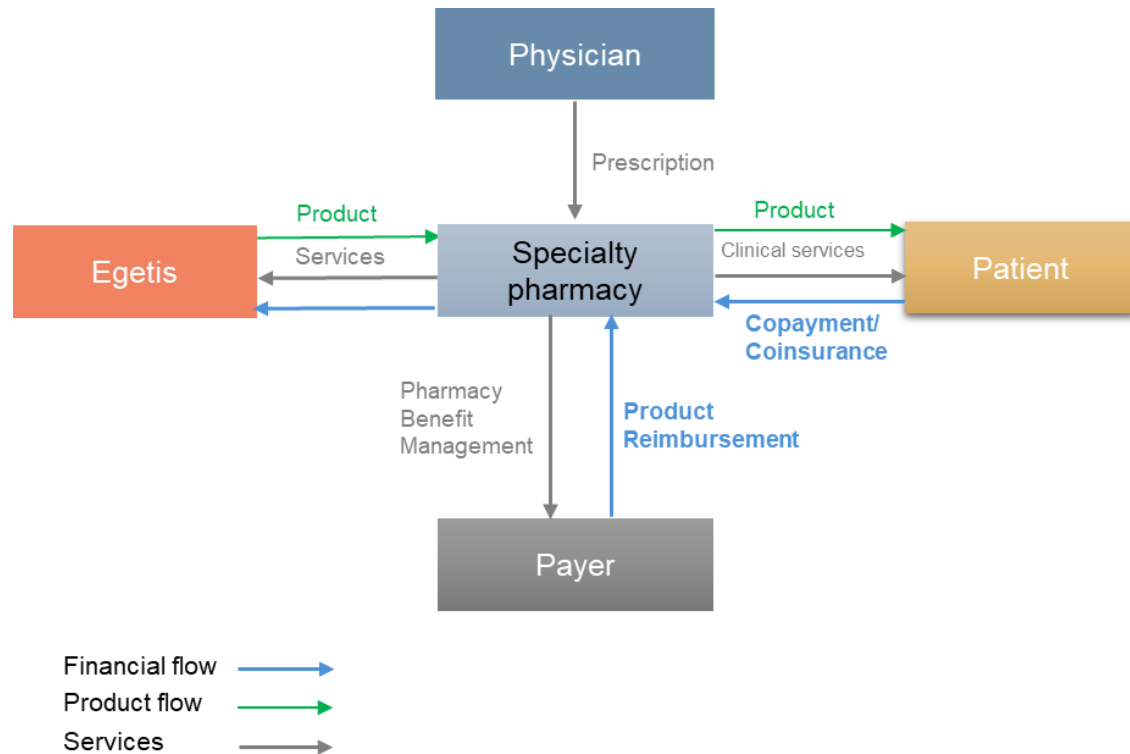 Physician
Prescription
Product
Product
Services
Clinical services
Egetis
Specialty
pharmacy
Patient
Copayment/
Coinsurance
Pharmacy
Benefit
Management
Product
Reimbursement
Payer
Financial flow
Product flow
Services